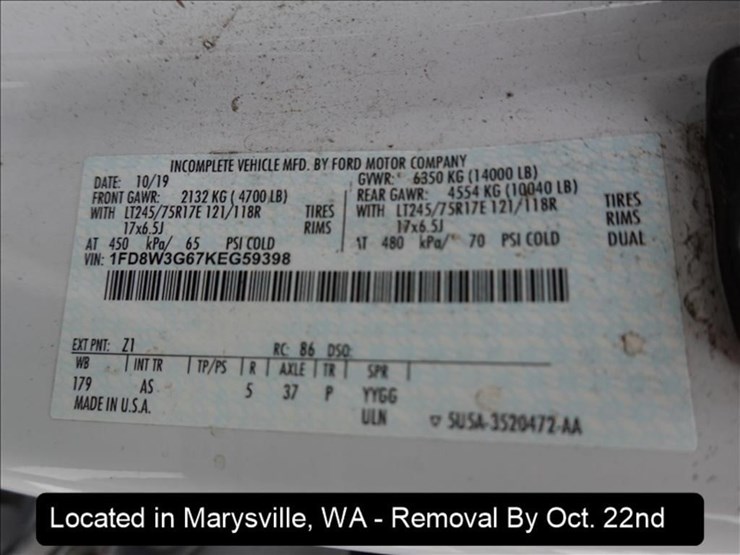 INCOMPLETE VEHICLE MFD. BY FORD MOTOR COMPANY
DATE: 10/19 GVWR: 6350 KG (14000 LB)
FRONT GAWR: 2132 KG ( 4700 LB) REAR GAWR: 4554 KG (10040 LB)
WITH LT245/75R17E 121/118R TIRES WITH LT245/75R17E 121/118R TIRES
17x6.5J RIMS 17x6.5J RIMS
AT 450 kPa/ 65 PSI COLD AT 480 kPa/ 70 PSI COLD DUAL
VIN: 1FD8W3G67KEG59398
EXT PNT: Z1 RC: 86 DSO:
WB INT TR TP/PS R AXLE TR SPR
179 AS 5 37 P YYGG
MADE IN U.S.A. ULN 5U5A-3520472-AA
Located in Marysville, WA - Removal By Oct. 22nd